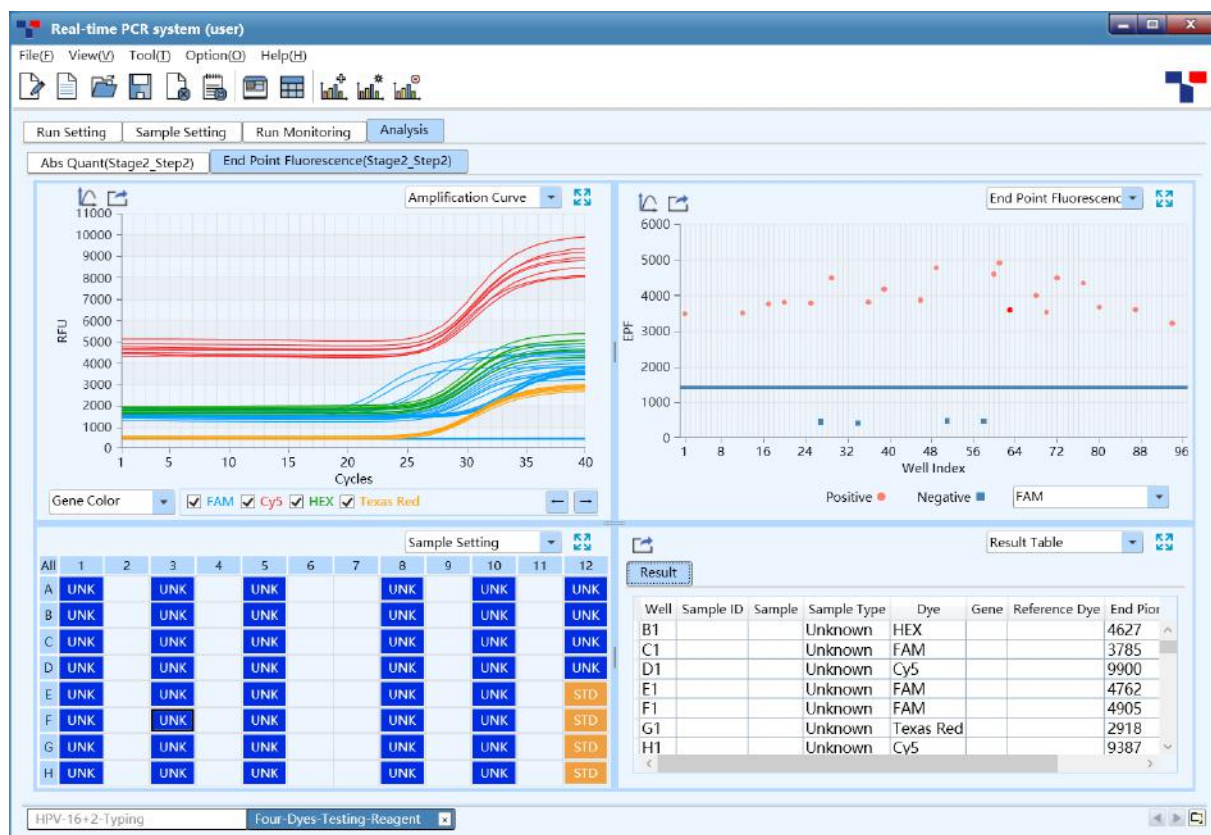 Real-time PCR system (user)
File(F) View(V) Tool(T) Option(O) Help(H)
Run Setting Sample Setting Run Monitoring Analysis
Abs Quant(Stage2_Step2) End Point Fluorescence(Stage2_Step2)
Amplification Curve
11000
10000
9000
8000
7000
6000
5000
4000
3000
2000
1000
0
RFU
1 5 10 15 20 25 30 35 40
Cycles
Gene Color FAM Cy5 HEX Texas Red
End Point Fluorescenc
6000
5000
4000
3000
2000
1000
0
EPF
1 8 16 24 32 40 48 56 64 72 80 88 96
Well Index
Positive Negative FAM
Sample Setting
All 1 2 3 4 5 6 7 8 9 10 11 12
A UNK UNK UNK UNK UNK UNK
B UNK UNK UNK UNK UNK UNK
C UNK UNK UNK UNK UNK UNK
D UNK UNK UNK UNK UNK UNK
E UNK UNK UNK UNK UNK STD
F UNK UNK UNK UNK UNK STD
G UNK UNK UNK UNK UNK STD
H UNK UNK UNK UNK UNK STD
Result Table
Result
Well Sample ID Sample Sample Type Dye Gene Reference Dye End Pior
B1 Unknown HEX 4627
C1 Unknown FAM 3785
D1 Unknown Cy5 9900
E1 Unknown FAM 4762
F1 Unknown FAM 4905
G1 Unknown Texas Red 2918
H1 Unknown Cy5 9387
HPV-16+2-Typing Four-Dyes-Testing-Reagent